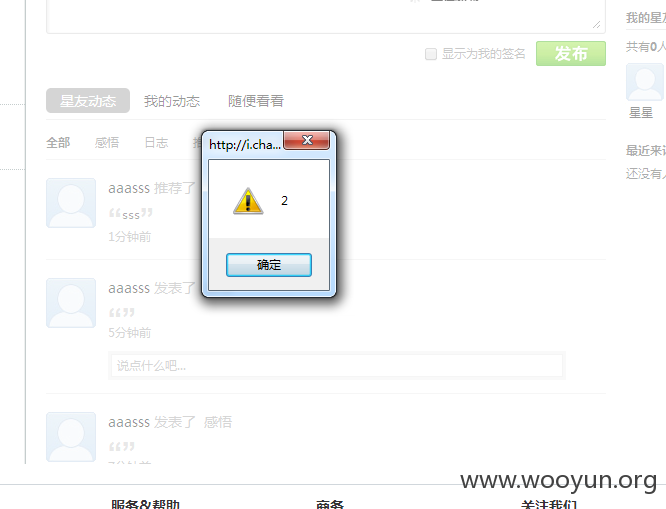 我的星友
显示为我的签名
发布
共有0人
星星
星友动态 我的动态 随便看看
全部 感悟 日志
最近来访
还没有人
http://i.cha...
2
确定
aaasss 推荐了
“sss”
1分钟前
aaasss 发表了
“”
5分钟前
说点什么吧...
aaasss 发表了 感悟
“”
7分钟前
www.wooyun.org
服务&帮助 商务 关注我们